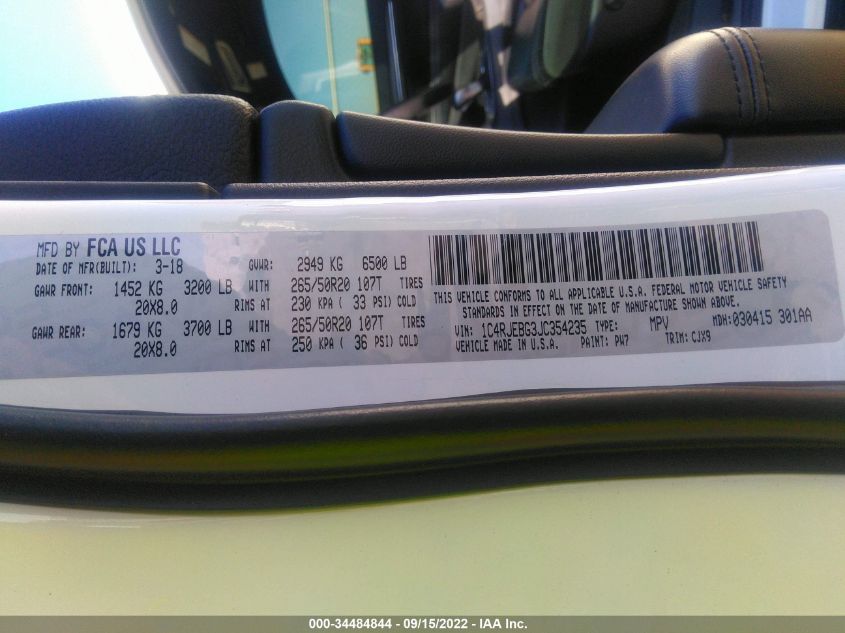 MFD BY FCA US LLC
DATE OF MFR(BUILT): 3-18 GVWR: 2949 KG 6500 LB
GAWR FRONT: 1452 KG 3200 LB WITH 265/50R20 107T TIRES
20X8.0 RIMS AT 230 KPA ( 33 PSI) COLD
GAWR REAR: 1679 KG 3700 LB WITH 265/50R20 107T TIRES
20X8.0 RIMS AT 250 KPA ( 36 PSI) COLD
THIS VEHICLE CONFORMS TO ALL APPLICABLE U.S.A. FEDERAL MOTOR VEHICLE SAFETY
STANDARDS IN EFFECT ON THE DATE OF MANUFACTURE SHOWN ABOVE.
VIN: 1C4RJEBG3JC354235 TYPE: MPV MDH:030415 301AA
VEHICLE MADE IN U.S.A. PAINT: PW7 TRIM: CJX9
000-34484844 - 09/15/2022 - IAA Inc.